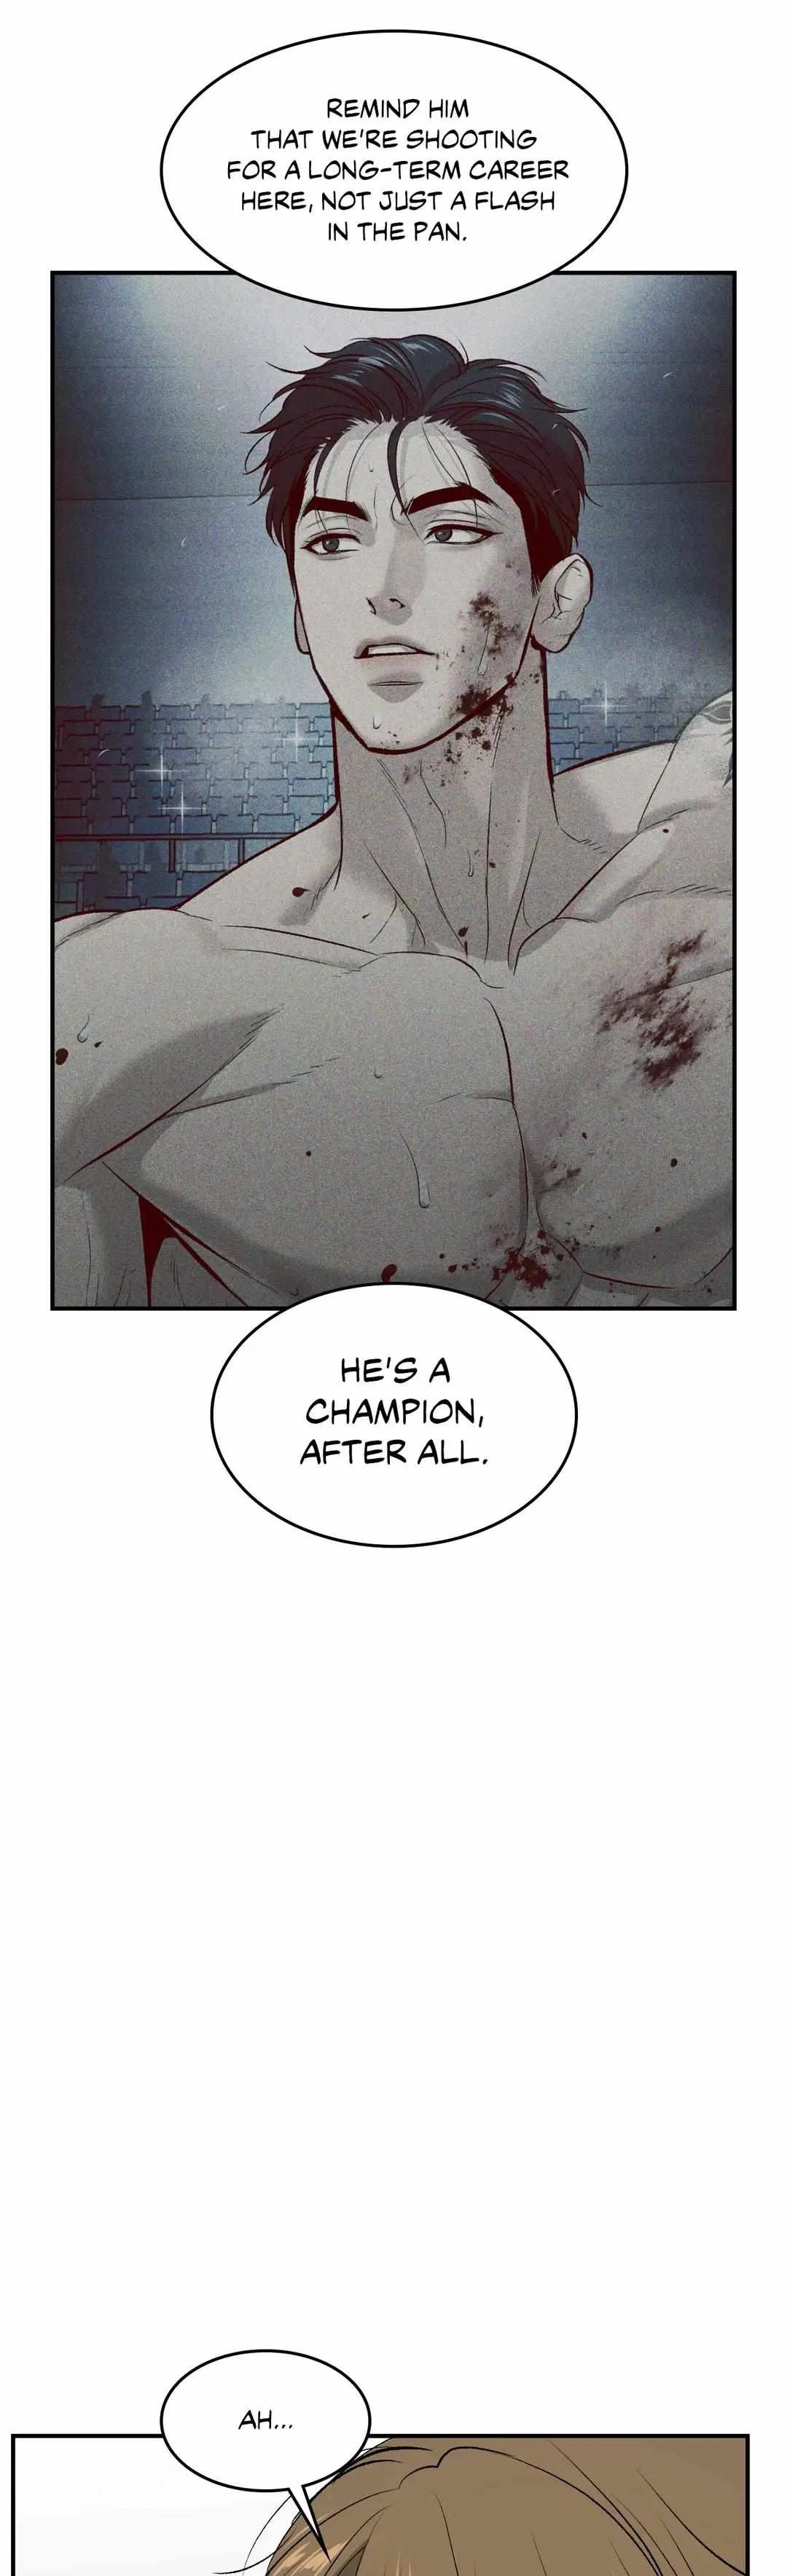 REMIND HIM
THAT WE'RE SHOOTING
FOR A LONG-TERM CAREER
HERE, NOT JUST A FLASH
IN THE PAN.
HE'S A
CHAMPION,
AFTER ALL.
AH...